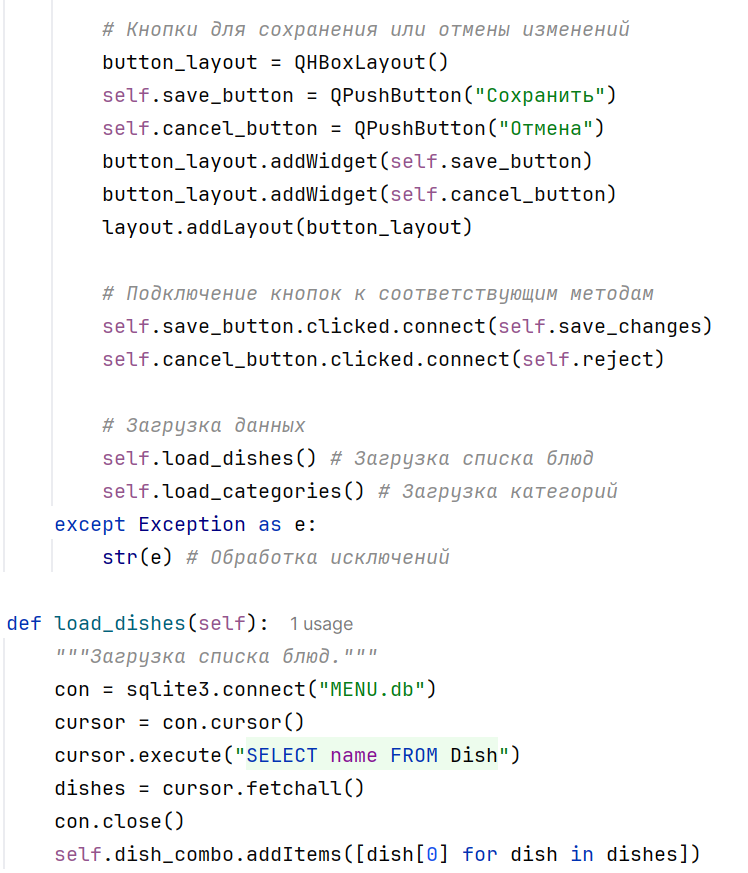 # Кнопки для сохранения или отмены изменений
button_layout = QHBoxLayout()
self.save_button = QPushButton("Сохранить")
self.cancel_button = QPushButton("Отмена")
button_layout.addWidget(self.save_button)
button_layout.addWidget(self.cancel_button)
layout.addLayout(button_layout)
# Подключение кнопок к соответствующим методам
self.save_button.clicked.connect(self.save_changes)
self.cancel_button.clicked.connect(self.reject)
# Загрузка данных
self.load_dishes() # Загрузка списка блюд
self.load_categories() # Загрузка категорий
except Exception as e:
str(e) # Обработка исключений
def load_dishes(self): 1 usage
"""Загрузка списка блюд."""
con = sqlite3.connect("MENU.db")
cursor = con.cursor()
cursor.execute("SELECT name FROM Dish")
dishes = cursor.fetchall()
con.close()
self.dish_combo.addItems([dish[0] for dish in dishes])